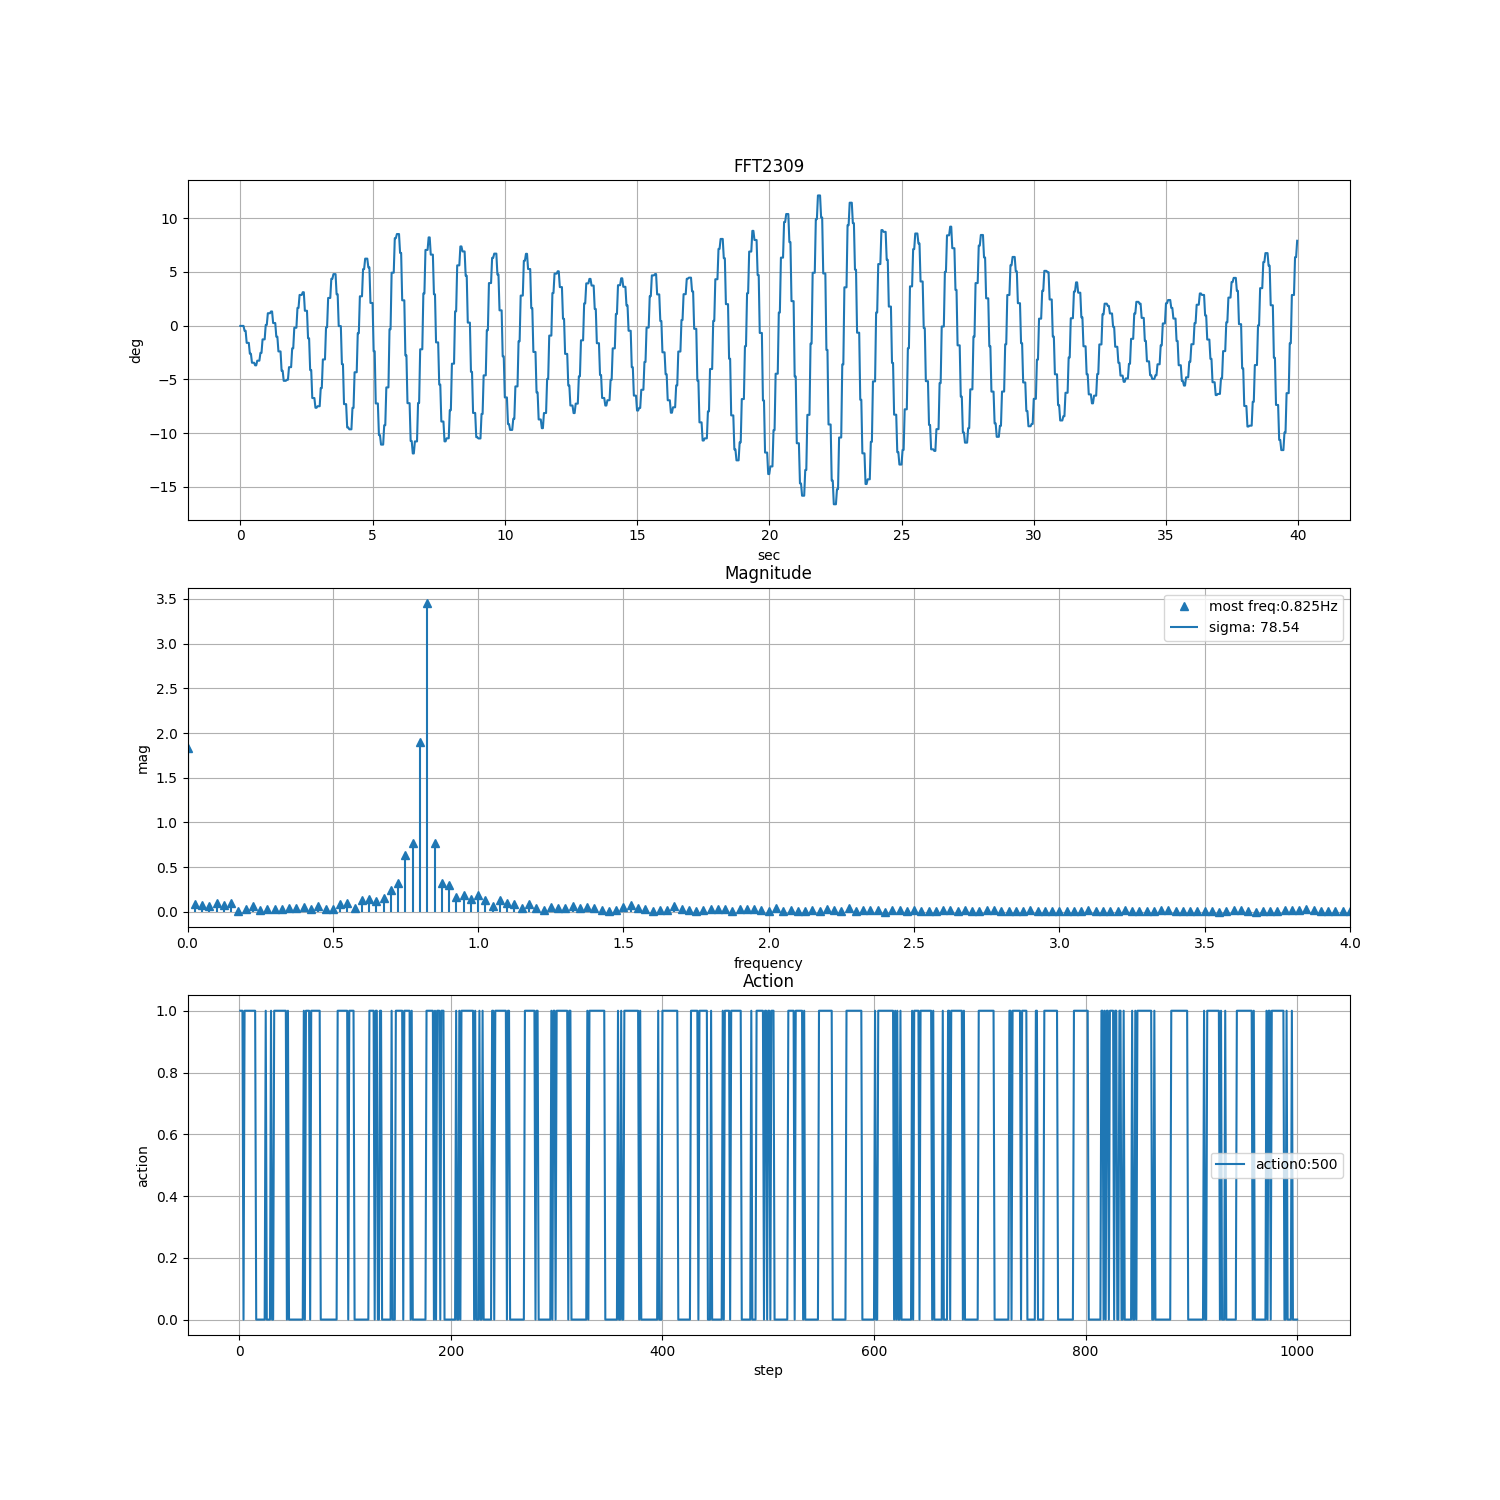 FFT2309
10
5
0
−5
−10
−15
deg
0 5 10 15 20 25 30 35 40
sec
Magnitude
3.5
3.0
2.5
2.0
1.5
1.0
0.5
0.0
mag
most freq:0.825Hz
sigma: 78.54
0.0 0.5 1.0 1.5 2.0 2.5 3.0 3.5 4.0
frequency
Action
1.0
0.8
0.6
0.4
0.2
0.0
action
action0:500
0 200 400 600 800 1000
step